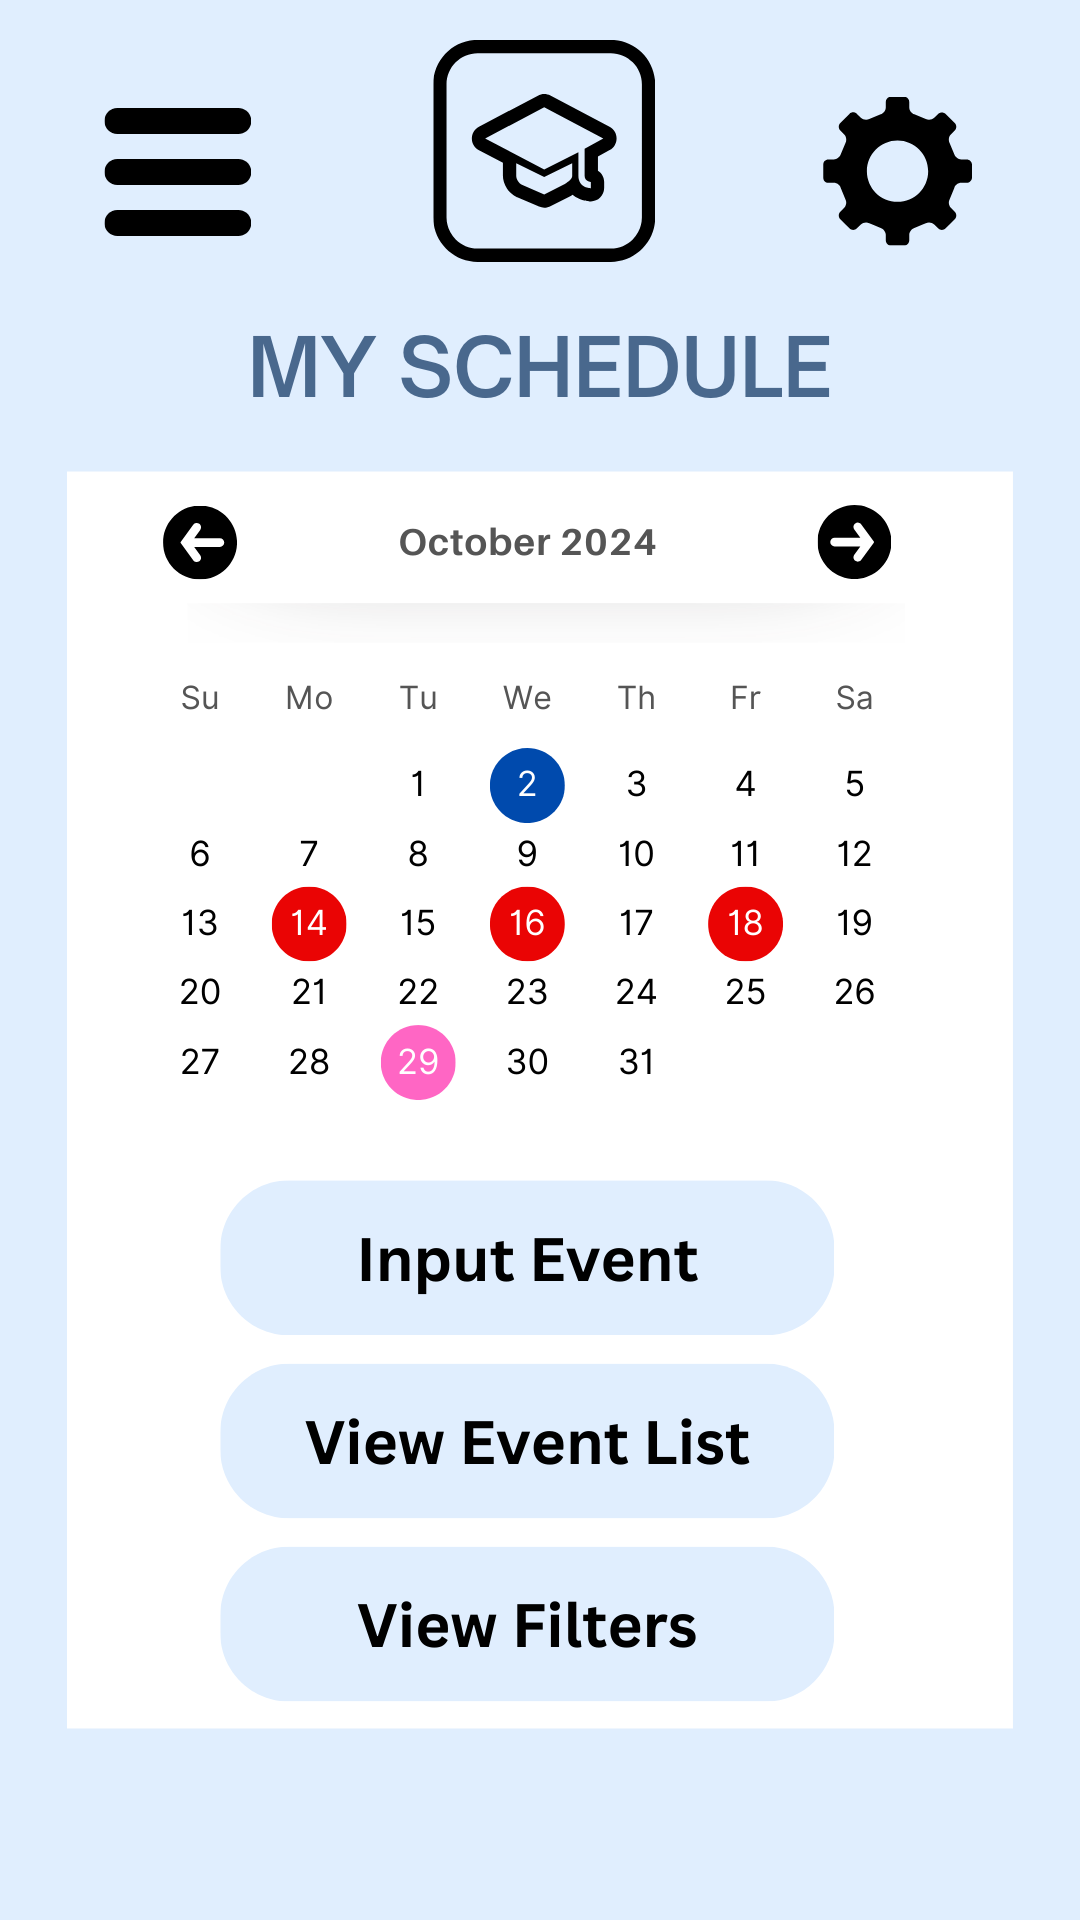 MY SCHEDULE
October 2024
Su Mo Tu We Th Fr Sa
1 2 3 4 5
6 7 8 9 10 11 12
13 14 15 16 17 18 19
20 21 22 23 24 25 26
27 28 29 30 31
Input Event
View Event List
View Filters